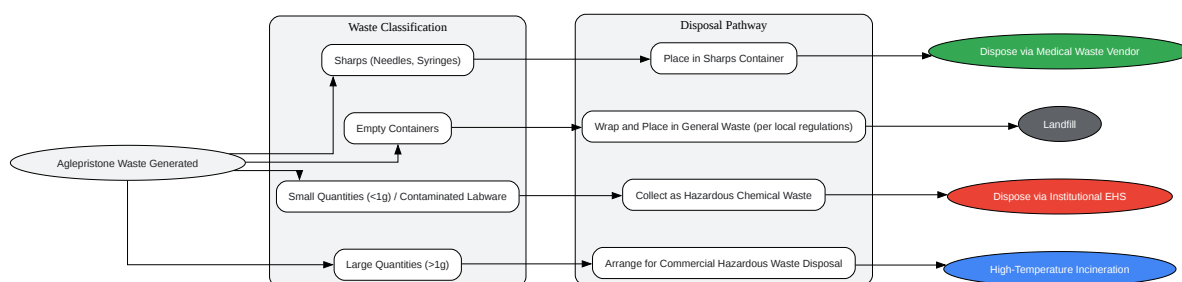 Waste Classification
Disposal Pathway
Sharps (Needles, Syringes)
Place in Sharps Container
Dispose via Medical Waste Vendor
Empty Containers
Wrap and Place in General Waste (per local regulations)
Landfill
Aglepristone Waste Generated
Small Quantities (<1g) / Contaminated Labware
Collect as Hazardous Chemical Waste
Dispose via Institutional EHS
Large Quantities (>1g)
Arrange for Commercial Hazardous Waste Disposal
High-Temperature Incineration